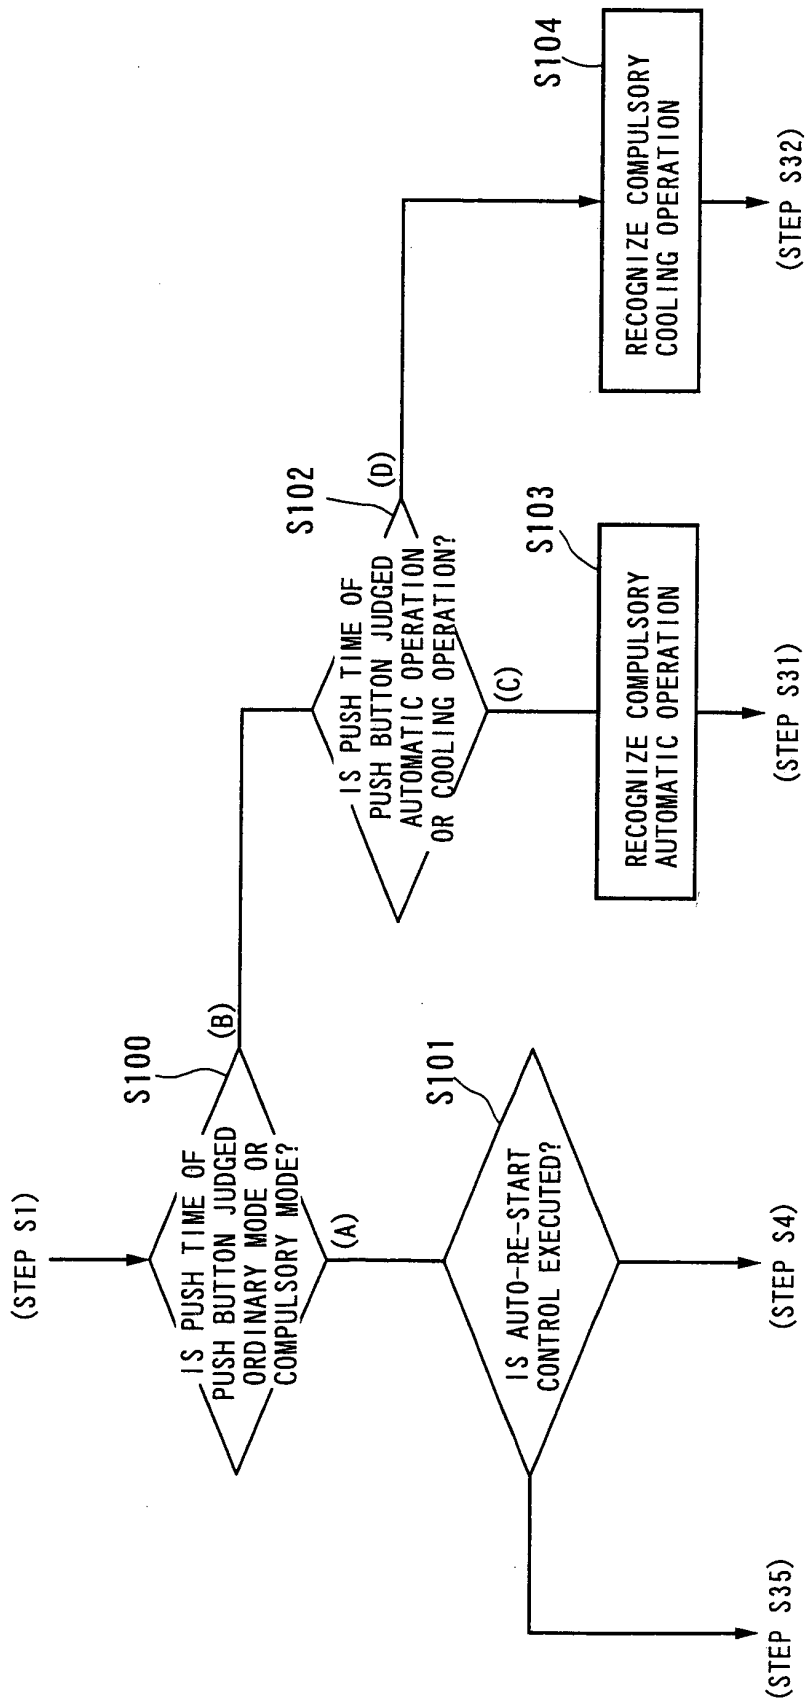 (STEP S1)
S100
IS PUSH TIME OF
PUSH BUTTON JUDGED
ORDINARY MODE OR
COMPULSORY MODE?
(A)
(B)
S101
IS AUTO-RE-START
CONTROL EXECUTED?
(STEP S35)
(STEP S4)
S102
IS PUSH TIME OF
PUSH BUTTON JUDGED
AUTOMATIC OPERATION
OR COOLING OPERATION?
(C)
(D)
S103
RECOGNIZE COMPULSORY
AUTOMATIC OPERATION
(STEP S31)
S104
RECOGNIZE COMPULSORY
COOLING OPERATION
(STEP S32)